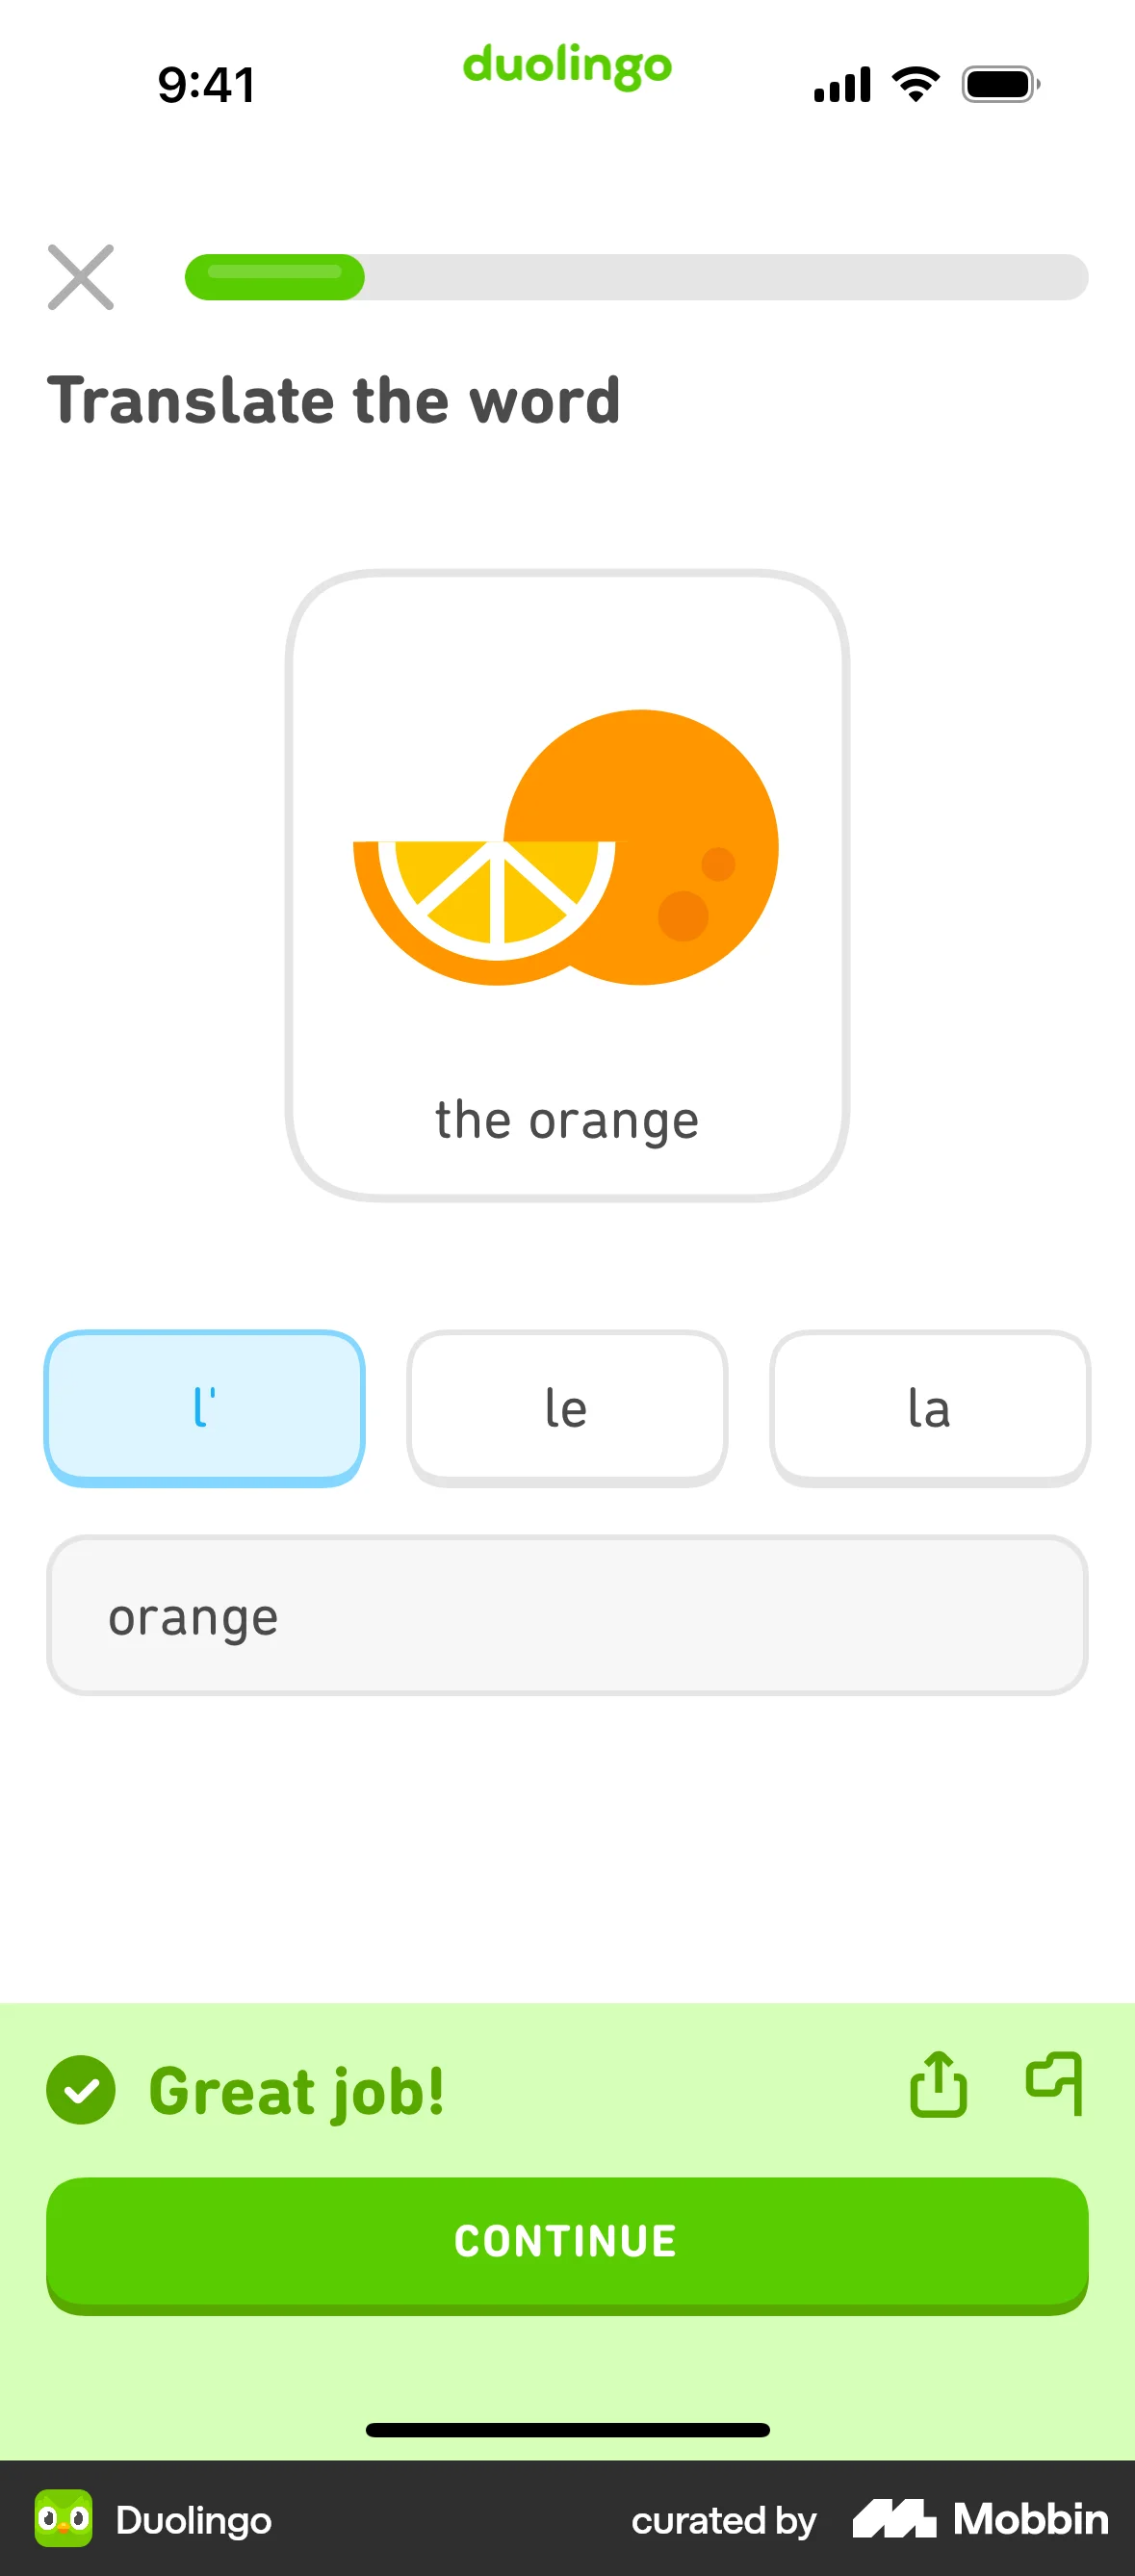 9:41
duolingo
Translate the word
the orange
l'
le
la
orange
Great job!
CONTINUE
Duolingo
curated by
Mobbin